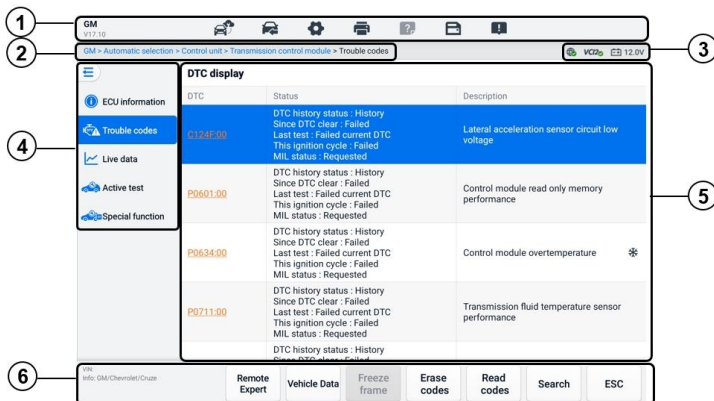 1
GM
V17.10
2
GM > Automatic selection > Control unit > Transmission control module > Trouble codes
VCI
12.0V
3
DTC display
ECU information
Trouble codes
Live data
Active test
Special function
4
DTC Status Description
DTC history status : History
Since DTC clear : Failed
C124F:00 Last test : Failed current DTC Lateral acceleration sensor circuit low
This ignition cycle : Failed voltage
MIL status : Requested
DTC history status : History
Since DTC clear : Failed
P0601:00 Last test : Failed current DTC Control module read only memory
This ignition cycle : Failed performance
MIL status : Requested
5
DTC history status : History
Since DTC clear : Failed
P0634:00 Last test : Failed current DTC Control module overtemperature
This ignition cycle : Failed
MIL status : Requested
DTC history status : History
Since DTC clear : Failed
P0711:00 Last test : Failed current DTC Transmission fluid temperature sensor
This ignition cycle : Failed performance
MIL status : Requested
DTC history status : History
Since DTC clear : Failed
6
VIN:
Info: GM/Chevrolet/Cruze
Remote Expert
Vehicle Data
Freeze frame
Erase codes
Read codes
Search
ESC